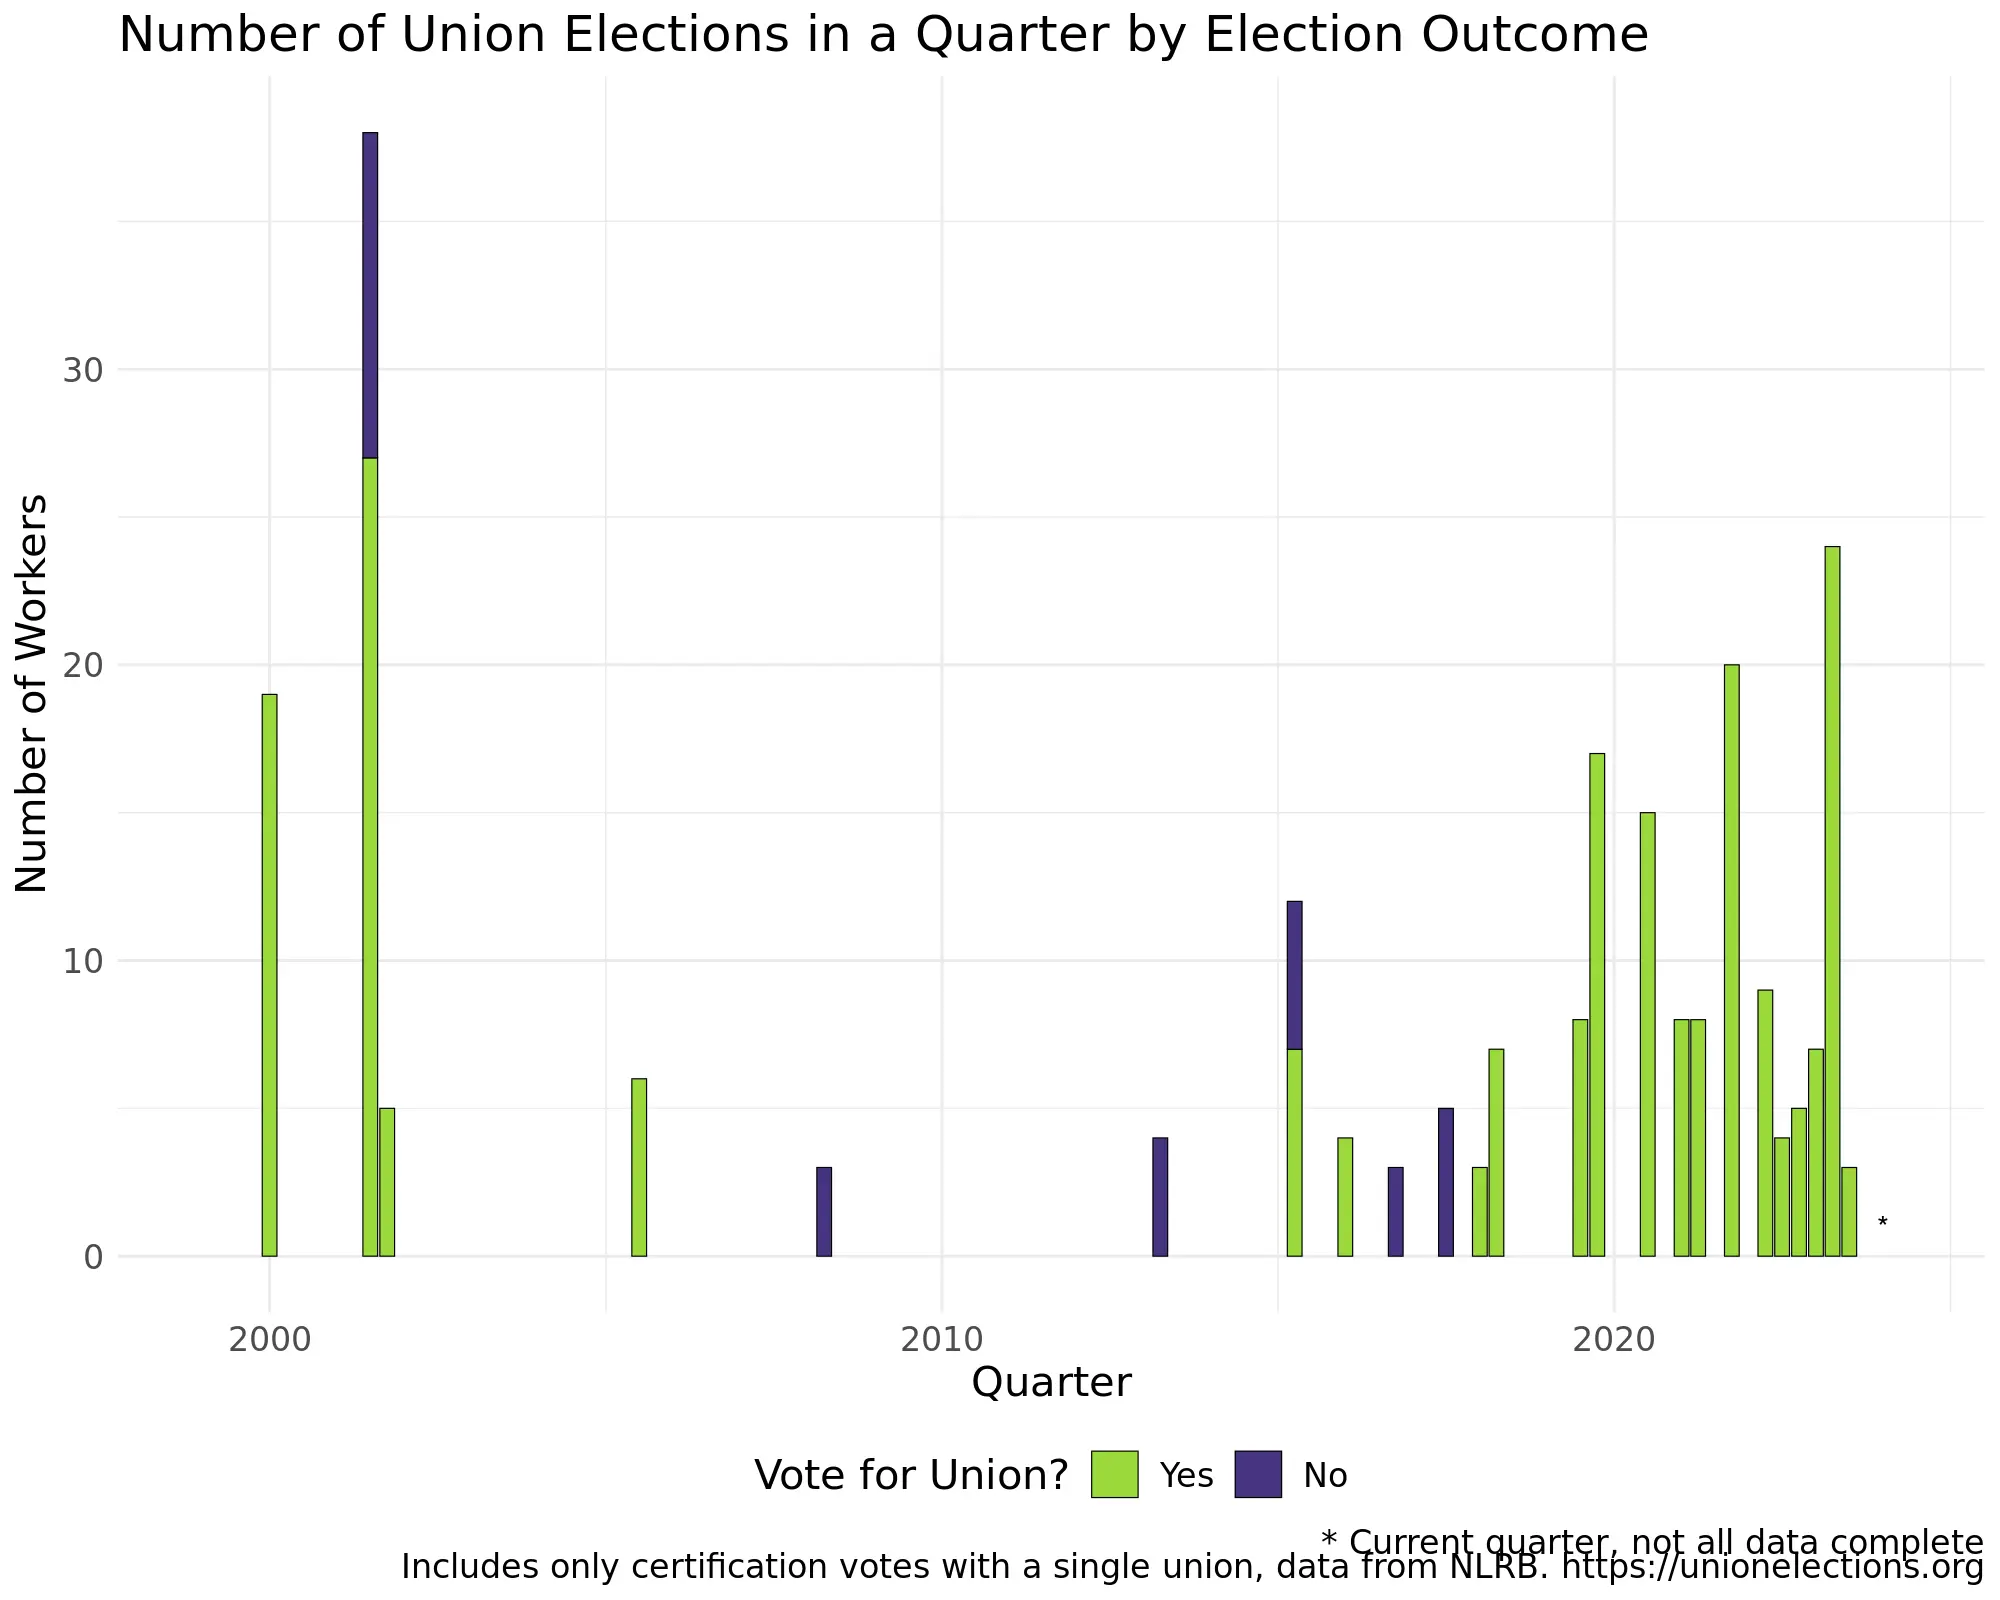 Number of Union Elections in a Quarter by Election Outcome
Number of Workers
30
20
10
0
*
2000 2010 2020
Quarter
Vote for Union? Yes No
* Current quarter, not all data complete
Includes only certification votes with a single union, data from NLRB. https://unionelections.org